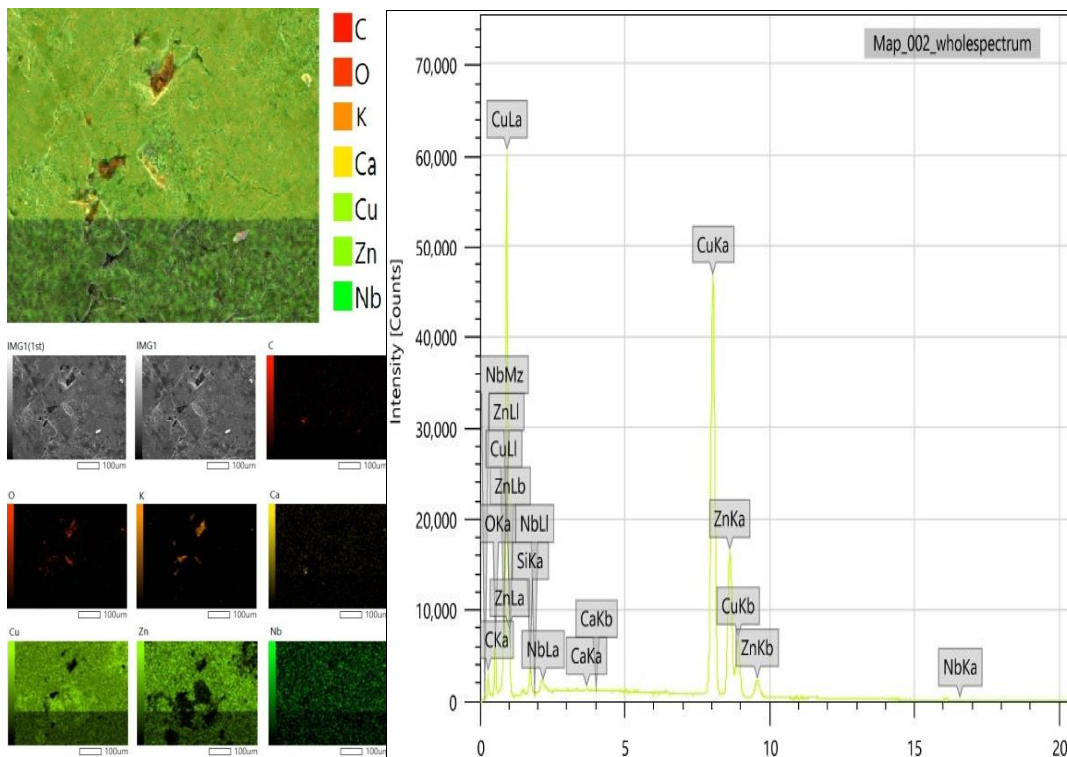 C
O
K
Ca
Cu
Zn
Nb
IMG1(1st)
IMG1
C
100um
100um
100um
O
K
Ca
100um
100um
100um
Cu
Zn
Nb
100um
100um
100um
Map_002_wholespectrum
Intensity [Counts]
70,000
60,000
50,000
40,000
30,000
20,000
10,000
0
CuLa
CuKa
NbMz
ZnLl
CuLl
ZnLb
OKa
NbLl
SiKa
ZnLa
CKa
NbLa
CaKb
CaKa
ZnKa
CuKb
ZnKb
NbKa
0
5
10
15
20